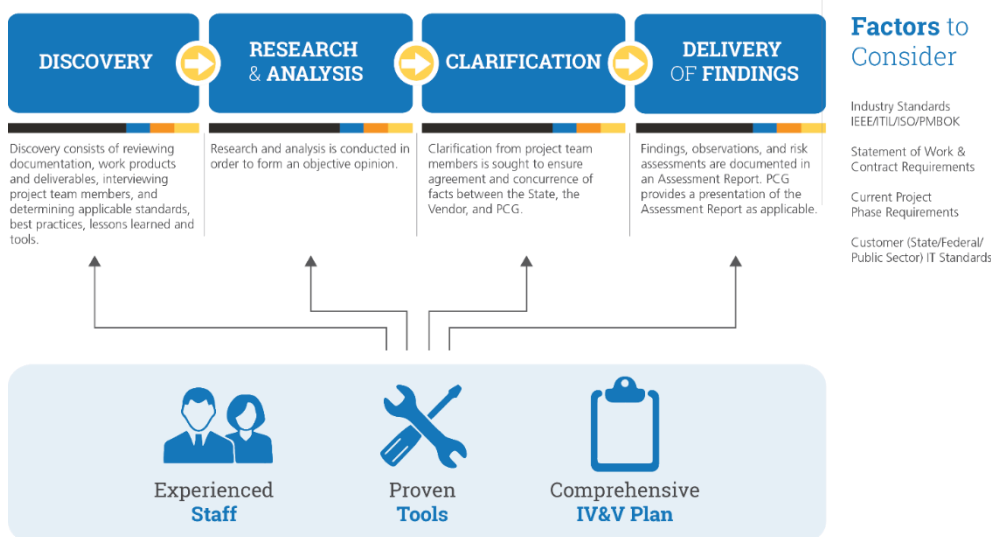 DISCOVERY
RESEARCH
& ANALYSIS
CLARIFICATION
DELIVERY
OF FINDINGS
Factors to
Consider
Discovery consists of reviewing
documentation, work products
and deliverables, interviewing
project team members, and
determining applicable standards,
best practices, lessons learned and
tools.
Research and analysis is conducted in
order to form an objective opinion.
Clarification from project team
members is sought to ensure
agreement and concurrence of
facts between the State, the
Vendor, and PCG.
Findings, observations, and risk
assessments are documented in
an Assessment Report. PCG
provides a presentation of the
Assessment Report as applicable.
Industry Standards
IEEE/ITIL/ISO/PMBOK
Statement of Work &
Contract Requirements
Current Project
Phase Requirements
Customer (State/Federal/
Public Sector) IT Standards
Experienced
Staff
Proven
Tools
Comprehensive
IV&V Plan